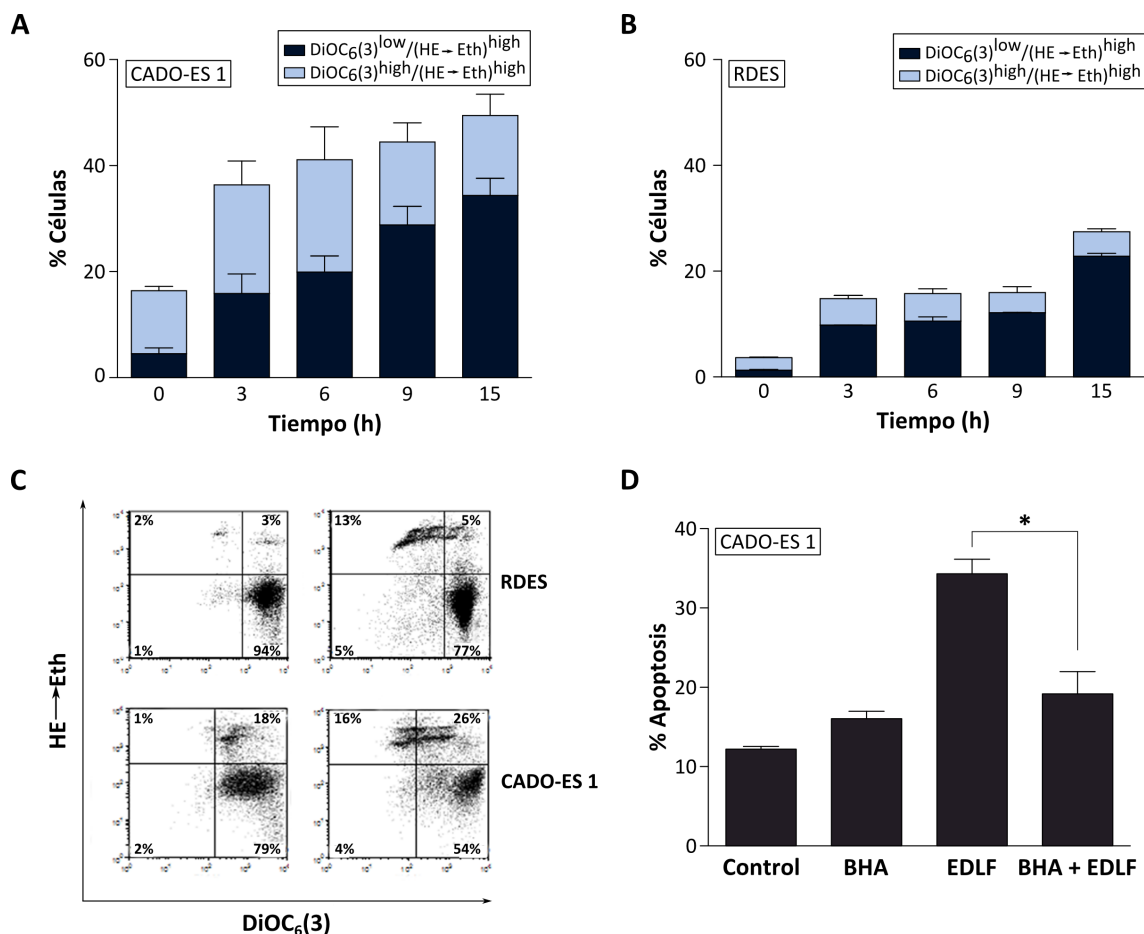 A
DiOC6(3)low/(HE→Eth)high
DiOC6(3)high/(HE→Eth)high
CADO-ES 1
60
40
20
0
% Células
0 3 6 9 15
Tiempo (h)
B
DiOC6(3)low/(HE→Eth)high
DiOC6(3)high/(HE→Eth)high
RDES
60
40
20
0
% Células
0 3 6 9 15
Tiempo (h)
C
2% 3%
1% 94%
13% 5%
5% 77%
RDES
1% 18%
2% 79%
16% 26%
4% 54%
CADO-ES 1
HE→Eth
DiOC6(3)
D
CADO-ES 1
*
40
30
20
10
0
% Apoptosis
Control BHA EDLF BHA + EDLF